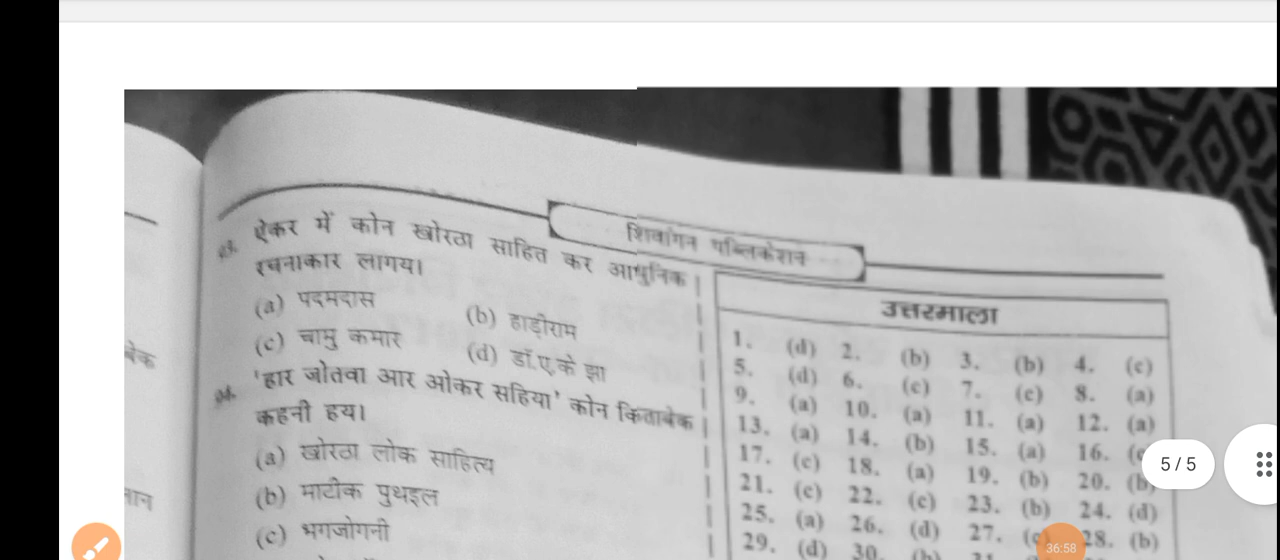 शिवांगन पब्लिकेशन
ऐकर में कोन खोरठा साहित कर आधुनिक
रचनाकार लागय।
(a) पदमदास
(b) हाड़ीराम
(c) चामु कमार
(d) डॉ.ए.के झा
'हार जोतवा आर ओकर सहिया' कोन किताबेक
कहनी हय।
(a) खोरठा लोक साहित्य
(b) माटीक पुथइल
(c) भगजोगनी
उत्तरमाला
1. (d) 2. (b) 3. (b) 4. (c)
5. (d) 6. (c) 7. (c) 8. (a)
9. (a) 10. (a) 11. (a) 12. (a)
13. (a) 14. (b) 15. (a) 16.
17. (c) 18. (a) 19. (b) 20. (b)
21. (c) 22. (c) 23. (b) 24. (d)
25. (a) 26. (d) 27. 28. (b)
29. (d) 30.
5 / 5
36:58